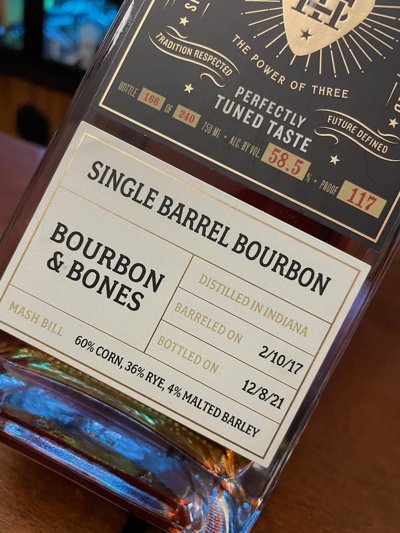 TRADITION RESPECTED
THE POWER OF THREE
PERFECTLY
TUNED TASTE
FUTURE DEFINED
BOTTLE 166 OF 240 750 ML • ALC. BY VOL. 58.5 % • PROOF 117
SINGLE BARREL BOURBON
BOURBON
& BONES
DISTILLED IN INDIANA
BARRELED ON 2/10/17
BOTTLED ON 12/8/21
MASH BILL 60% CORN, 36% RYE, 4% MALTED BARLEY